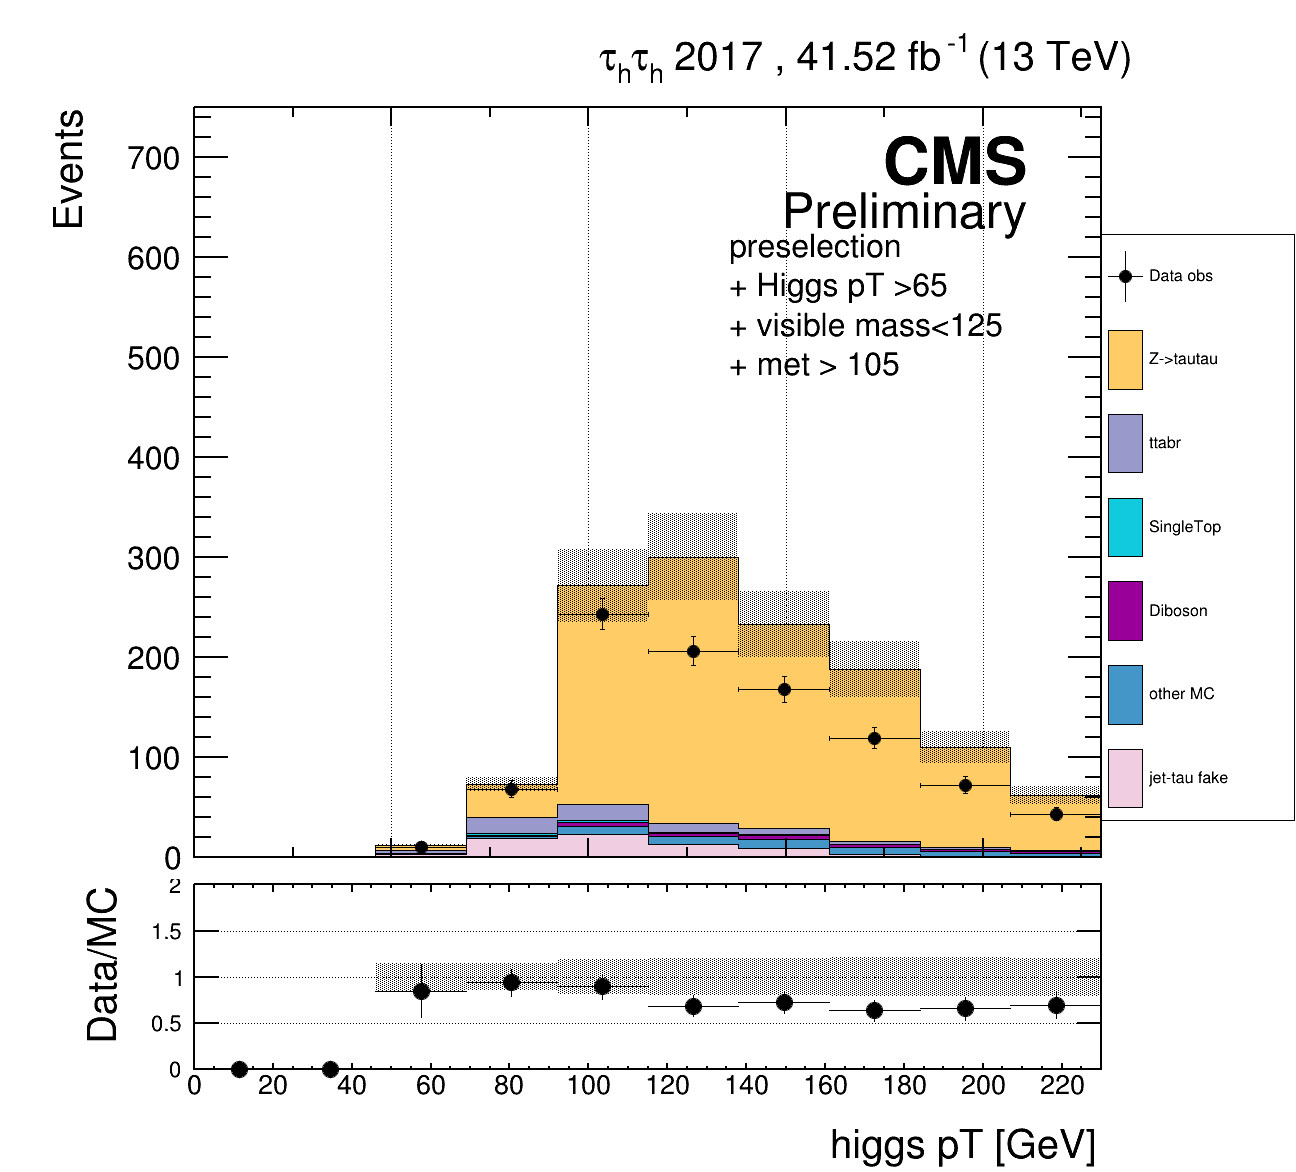 τhτh 2017 , 41.52 fb-1 (13 TeV)
Events
700
600
500
400
300
200
100
0
CMS
Preliminary
preselection
+ Higgs pT >65
+ visible mass<125
+ met > 105
Data obs
Z->tautau
ttabr
SingleTop
Diboson
other MC
jet-tau fake
Data/MC
2
1.5
1
0.5
0
0 20 40 60 80 100 120 140 160 180 200 220
higgs pT [GeV]